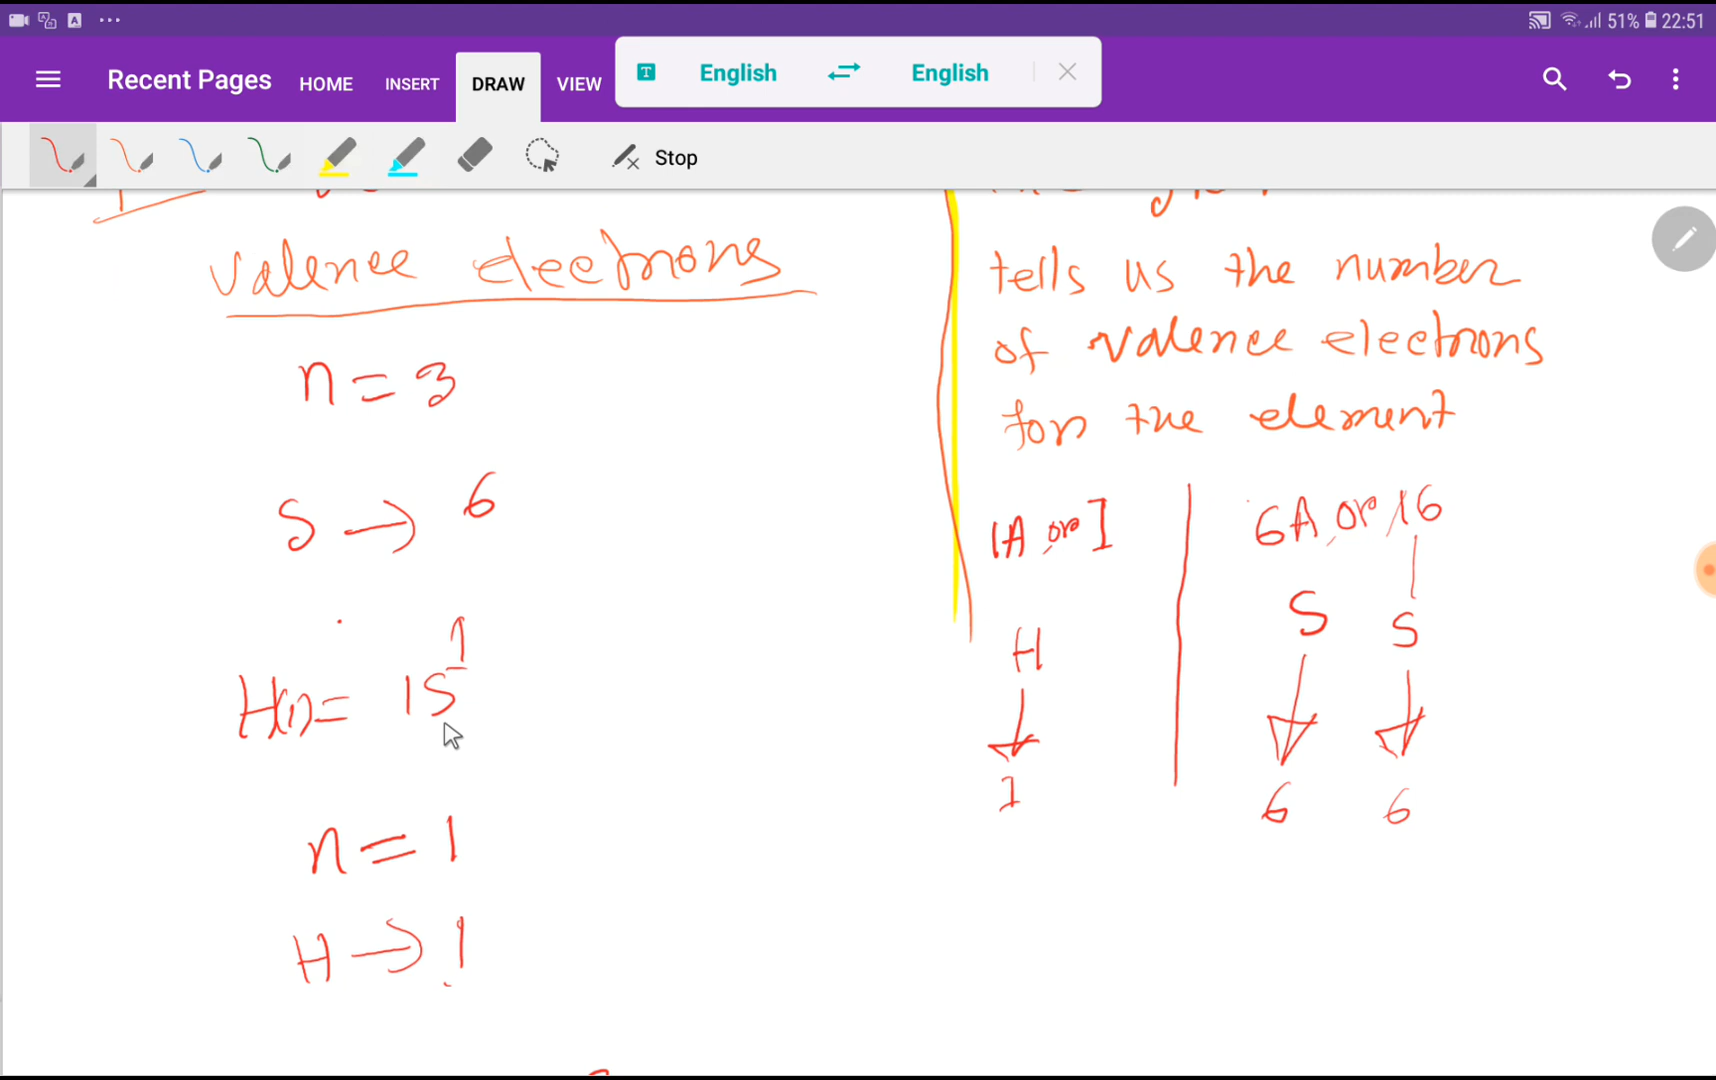 51% 22:51
Recent Pages HOME INSERT DRAW VIEW
English English
Stop
valence electrons
n = 3
S → 6
H(1) = 1S¹
n = 1
H → 1
tells us the number
of valence electrons
for the element
1A or 1
H
1
6A, or 16
S S
6 6